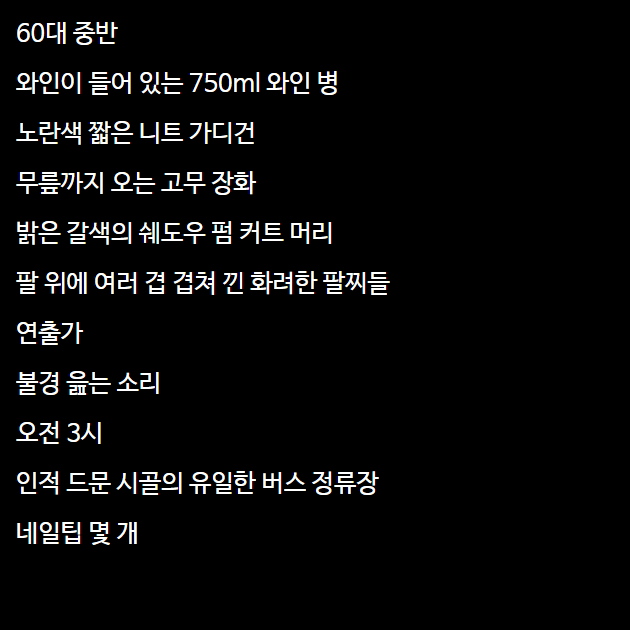 60대 중반
와인이 들어 있는 750ml 와인 병
노란색 짧은 니트 가디건
무릎까지 오는 고무 장화
밝은 갈색의 쉐도우 펌 커트 머리
팔 위에 여러 겹 겹쳐 낀 화려한 팔찌들
연출가
불경 읊는 소리
오전 3시
인적 드문 시골의 유일한 버스 정류장
네일팁 몇 개